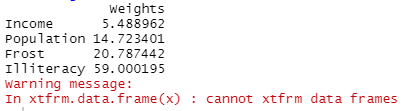 Weights
Income 5.488962
Population 14.723401
Frost 20.787442
Illiteracy 59.000195
Warning message:
In xtfrm.data.frame(x) : cannot xtfrm data frames